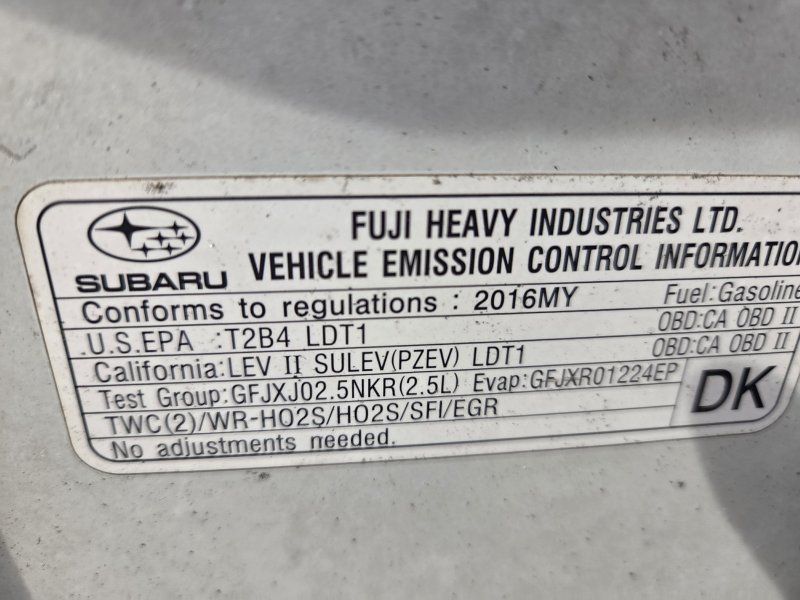 FUJI HEAVY INDUSTRIES LTD.
SUBARU VEHICLE EMISSION CONTROL INFORMATION
Conforms to regulations : 2016MY Fuel:Gasoline
U.S.EPA :T2B4 LDT1 OBD:CA OBD II
California:LEV II SULEV(PZEV) LDT1 OBD:CA OBD II
Test Group:GFJXJ02.5NKR(2.5L) Evap:GFJXR01224EP
TWC(2)/WR-HO2S/HO2S/SFI/EGR DK
No adjustments needed.